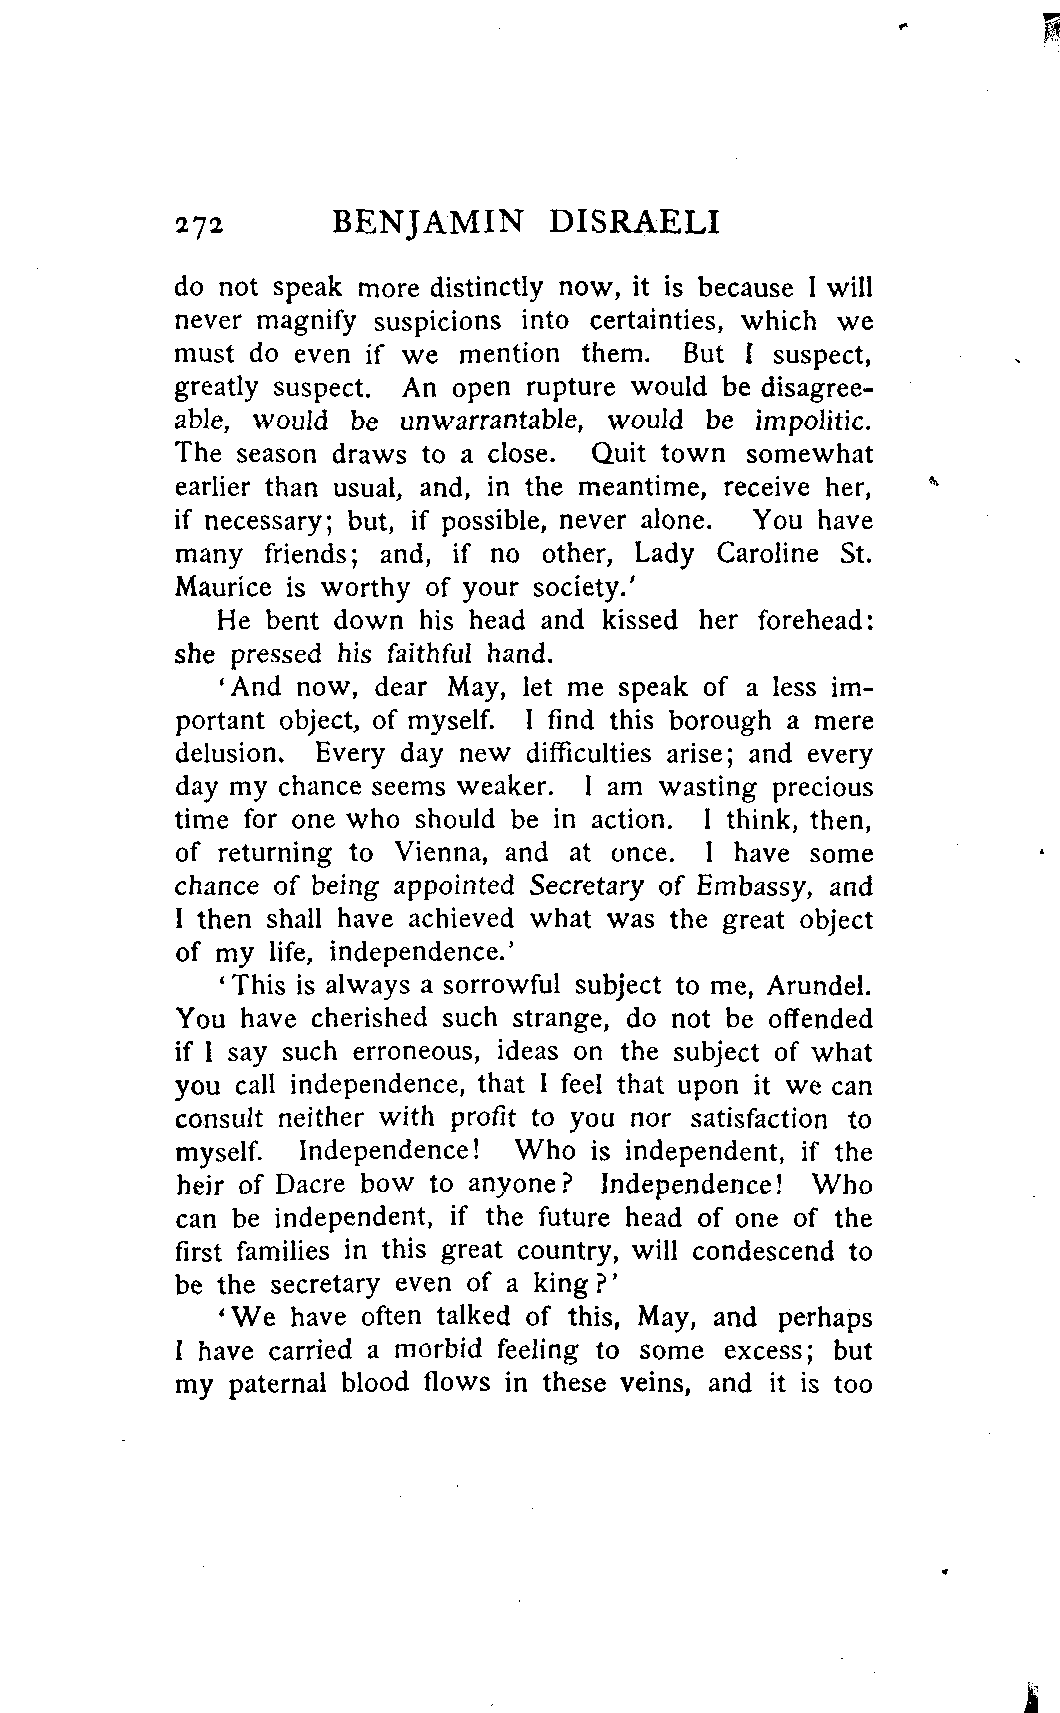 272 BENJAMIN DISRAELI
do not speak more distinctly now, it is because I will
never magnify suspicions into certainties, which we
must do even if we mention them. But I suspect,
greatly suspect. An open rupture would be disagree-
able, would be unwarrantable, would be impolitic.
The season draws to a close. Quit town somewhat
earlier than usual, and, in the meantime, receive her,
if necessary; but, if possible, never alone. You have
many friends; and, if no other, Lady Caroline St.
Maurice is worthy of your society.'
He bent down his head and kissed her forehead:
she pressed his faithful hand.
'And now, dear May, let me speak of a less im-
portant object, of myself. I find this borough a mere
delusion. Every day new difficulties arise; and every
day my chance seems weaker. I am wasting precious
time for one who should be in action. I think, then,
of returning to Vienna, and at once. I have some
chance of being appointed Secretary of Embassy, and
I then shall have achieved what was the great object
of my life, independence.'
'This is always a sorrowful subject to me, Arundel.
You have cherished such strange, do not be offended
if I say such erroneous, ideas on the subject of what
you call independence, that I feel that upon it we can
consult neither with profit to you nor satisfaction to
myself. Independence! Who is independent, if the
heir of Dacre bow to anyone? Independence! Who
can be independent, if the future head of one of the
first families in this great country, will condescend to
be the secretary even of a king?'
'We have often talked of this, May, and perhaps
I have carried a morbid feeling to some excess; but
my paternal blood flows in these veins, and it is too